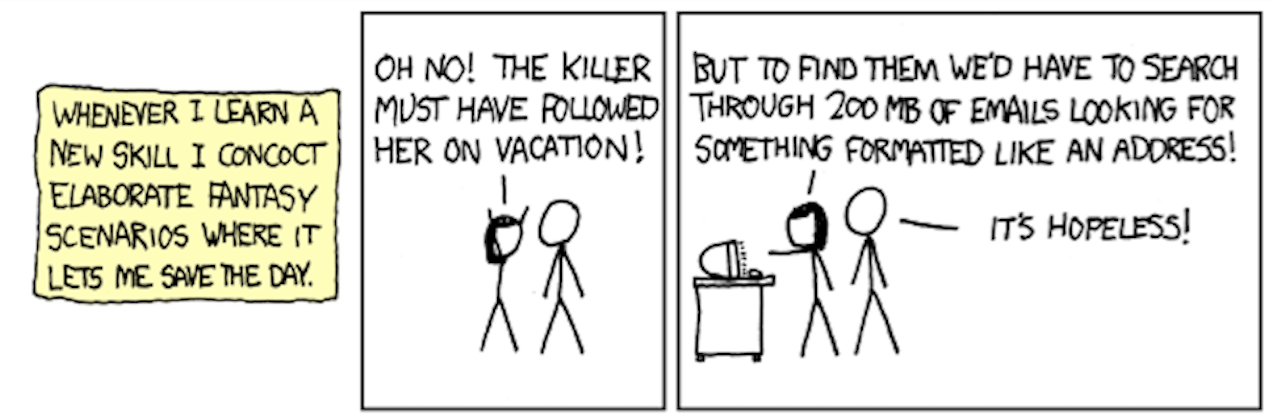 WHENEVER I LEARN A
NEW SKILL I CONCOCT
ELABORATE FANTASY
SCENARIOS WHERE IT
LETS ME SAVE THE DAY.
OH NO! THE KILLER
MUST HAVE FOLLOWED
HER ON VACATION!
BUT TO FIND THEM WE'D HAVE TO SEARCH
THROUGH 200 MB OF EMAILS LOOKING FOR
SOMETHING FORMATTED LIKE AN ADDRESS!
IT'S HOPELESS!